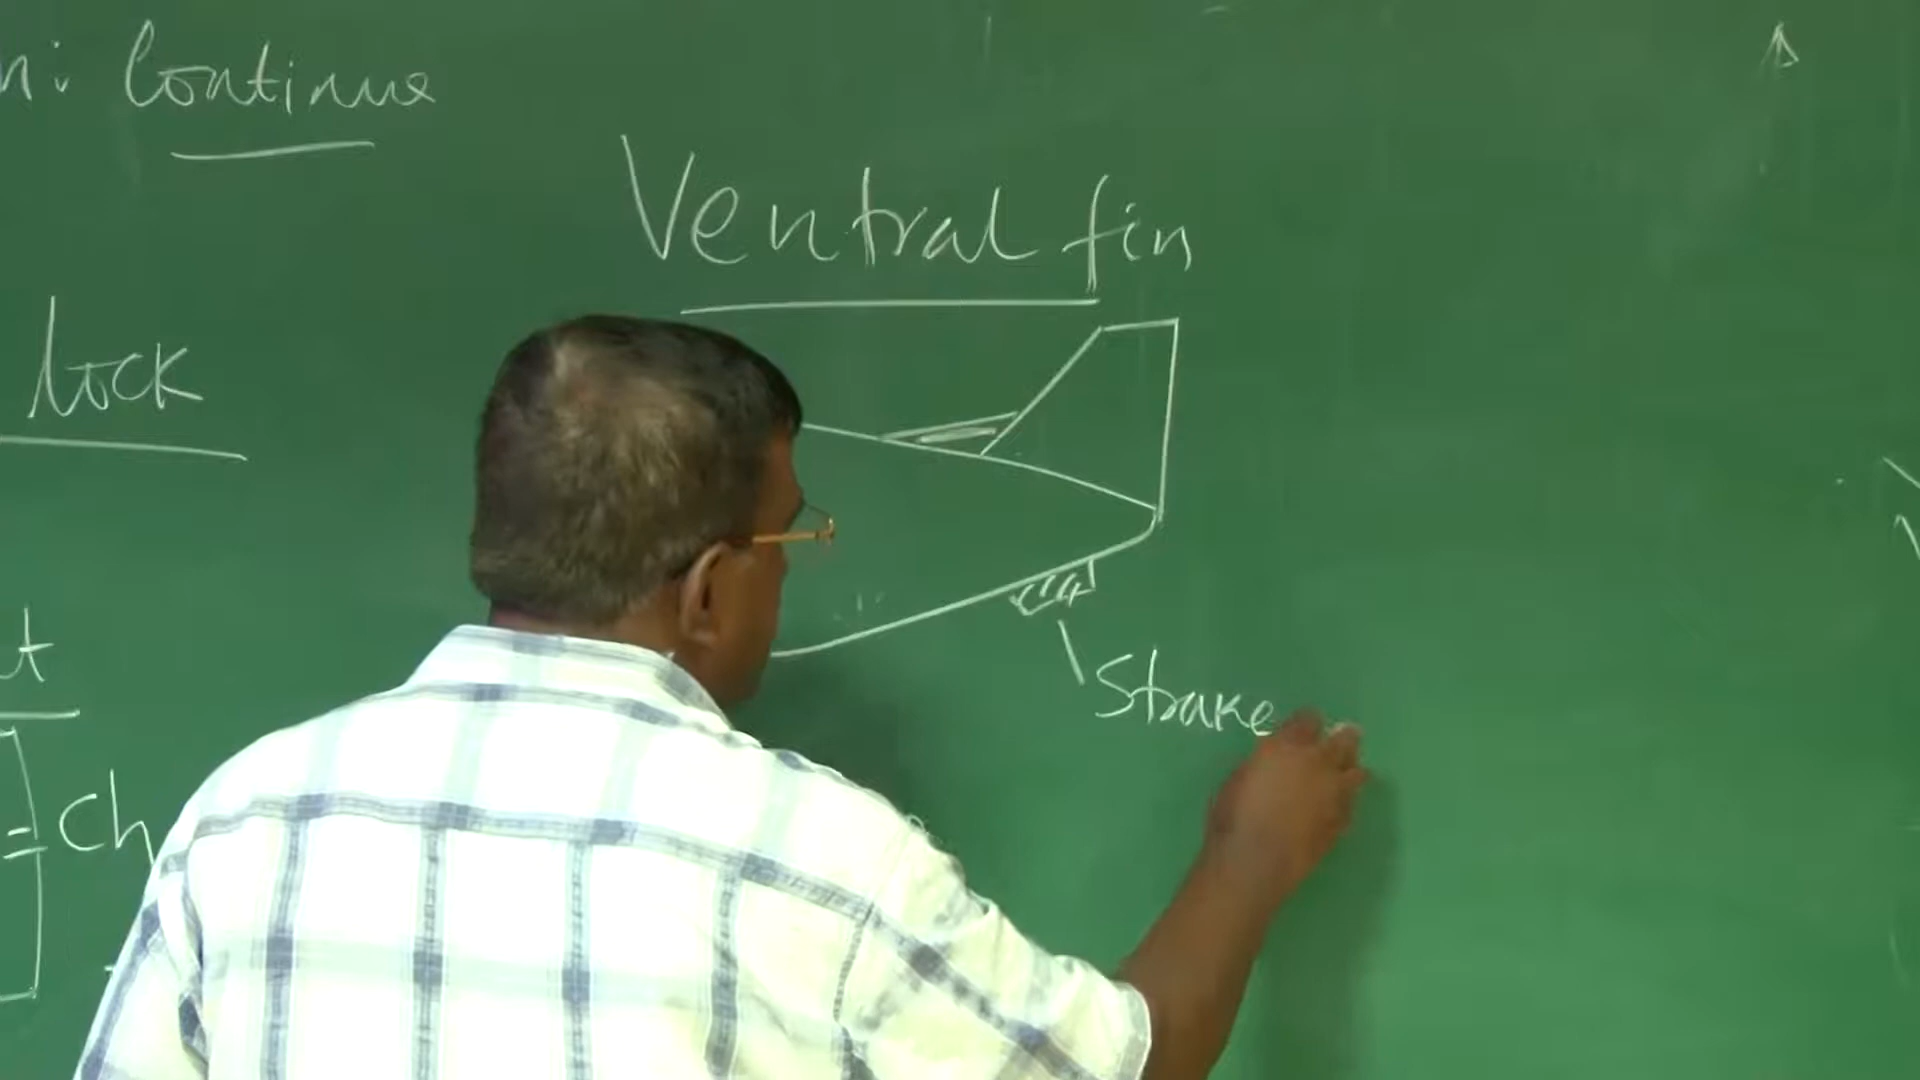 n: Continue
Ventral fin
lock
t
= Ch
Strake